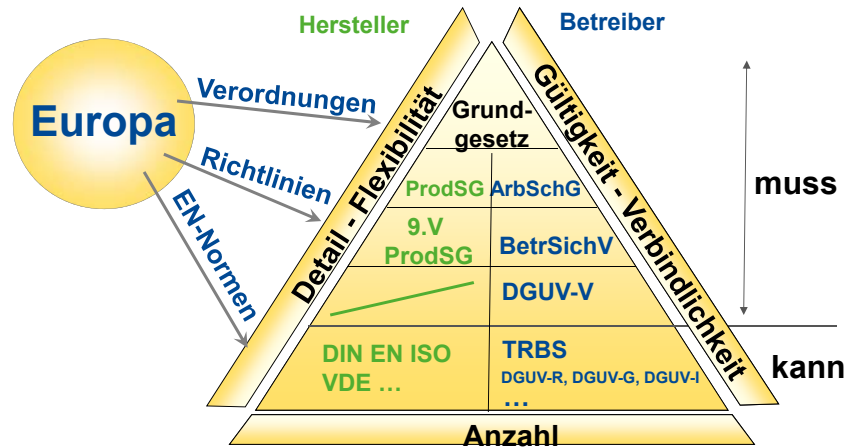 Hersteller
Betreiber
Europa
Verordnungen
Richtlinien
EN-Normen
Detail - Flexibilität
Gültigkeit - Verbindlichkeit
Grund-
gesetz
ProdSG
ArbSchG
9.V
ProdSG
BetrSichV
DGUV-V
DIN EN ISO
VDE …
TRBS
DGUV-R, DGUV-G, DGUV-I
…
muss
kann
Anzahl